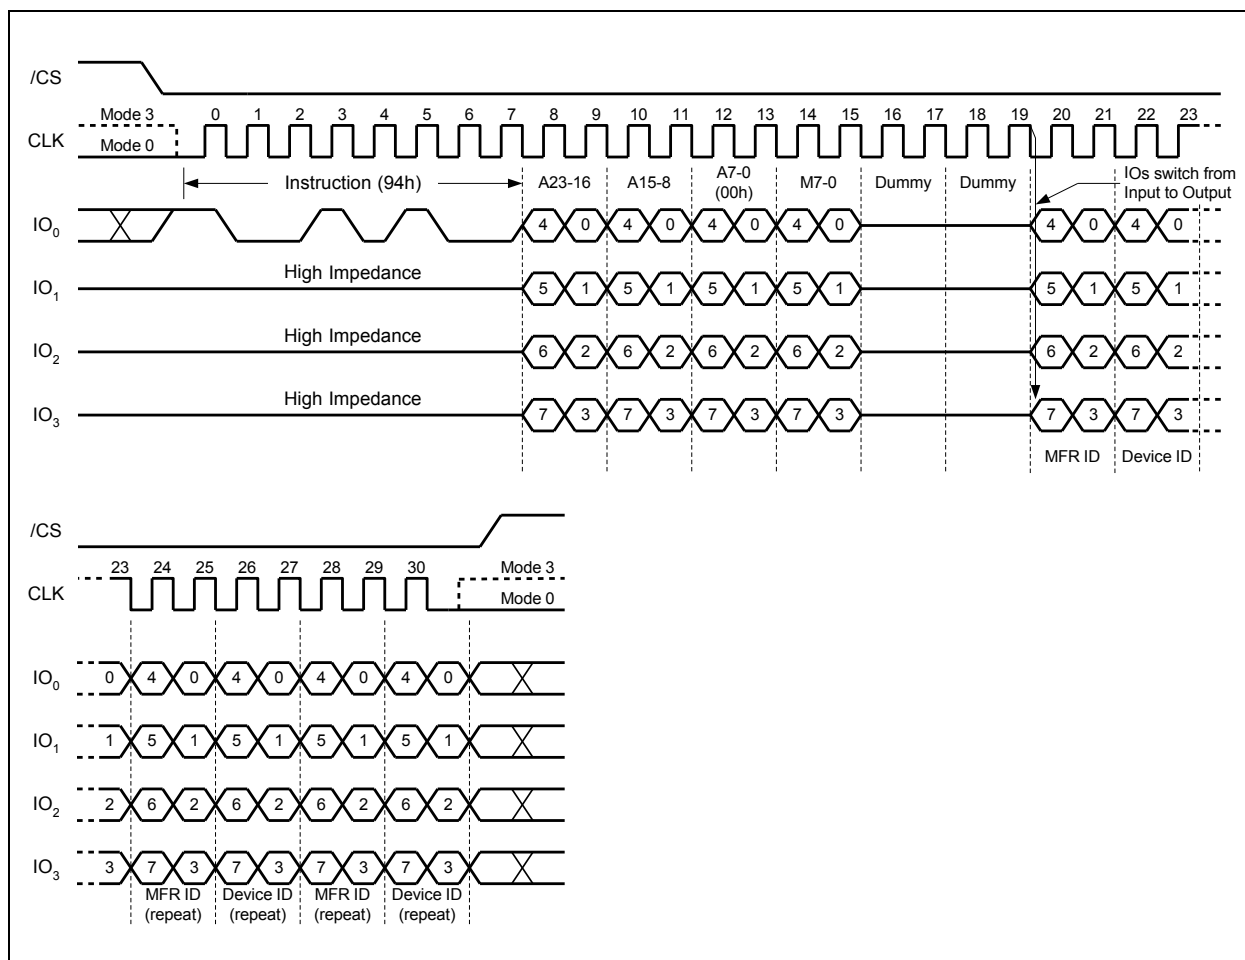 /CS
Mode 3 0 1 2 3 4 5 6 7 8 9 10 11 12 13 14 15 16 17 18 19 20 21 22 23
CLK
Mode 0
Instruction (94h) A23-16 A15-8 A7-0 (00h) M7-0 Dummy Dummy
IOs switch from
Input to Output
IO0 4 0 4 0 4 0 4 0 4 0 4 0
High Impedance
IO1 5 1 5 1 5 1 5 1 5 1 5 1
High Impedance
IO2 6 2 6 2 6 2 6 2 6 2 6 2
High Impedance
IO3 7 3 7 3 7 3 7 3 7 3 7 3
MFR ID Device ID
/CS
23 24 25 26 27 28 29 30 Mode 3
CLK
Mode 0
IO0 0 4 0 4 0 4 0 4 0
IO1 1 5 1 5 1 5 1 5 1
IO2 2 6 2 6 2 6 2 6 2
IO3 3 7 3 7 3 7 3 7 3
MFR ID Device ID MFR ID Device ID
(repeat) (repeat) (repeat) (repeat)